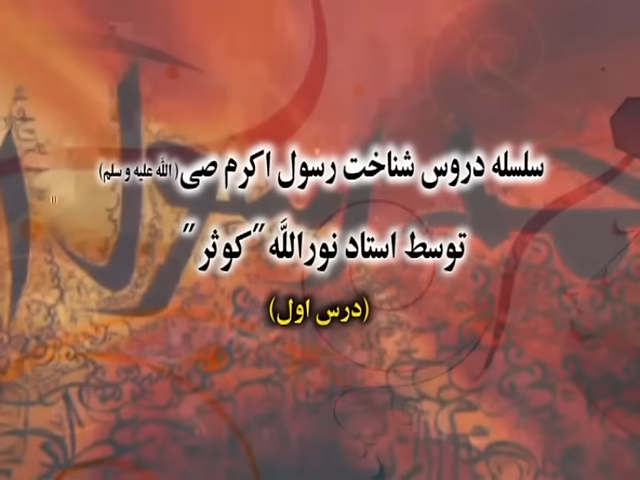 سلسله دروس شناخت رسول اکرم صی( الله علیه و سلم)
توسط استاد نورالله "کوثر"
(درس اول)